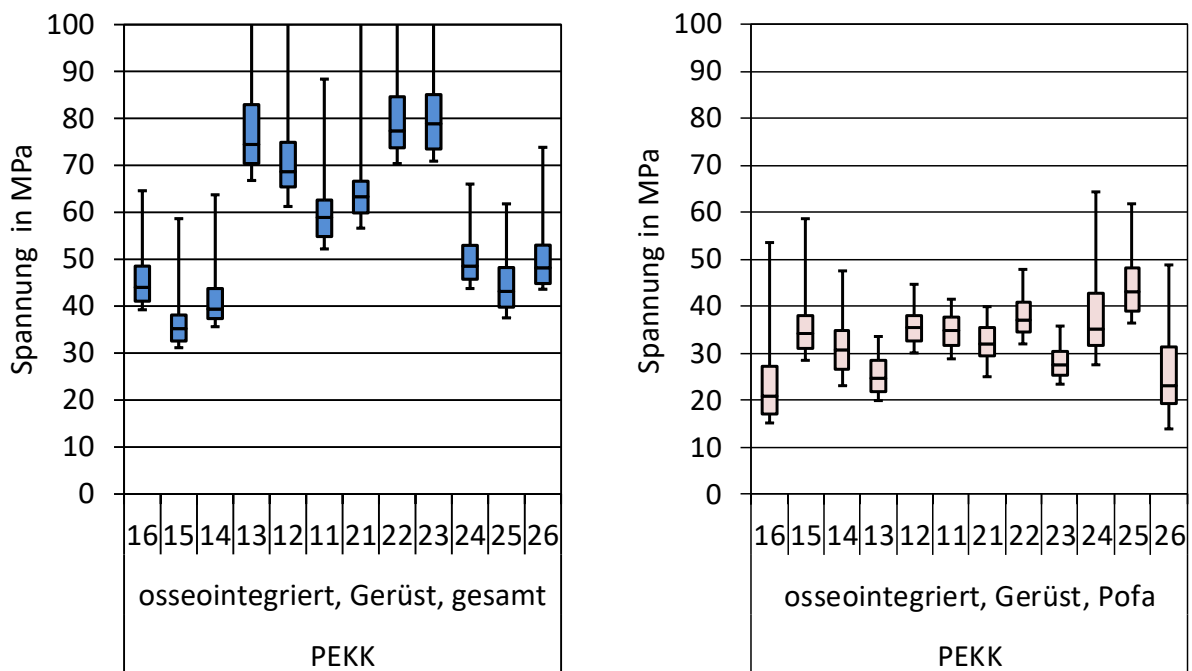 Spannung in MPa
100
90
80
70
60
50
40
30
20
10
0
16 15 14 13 12 11 21 22 23 24 25 26
osseointegriert, Gerüst, gesamt
PEKK
Spannung in MPa
100
90
80
70
60
50
40
30
20
10
0
16 15 14 13 12 11 21 22 23 24 25 26
osseointegriert, Gerüst, Pofa
PEKK